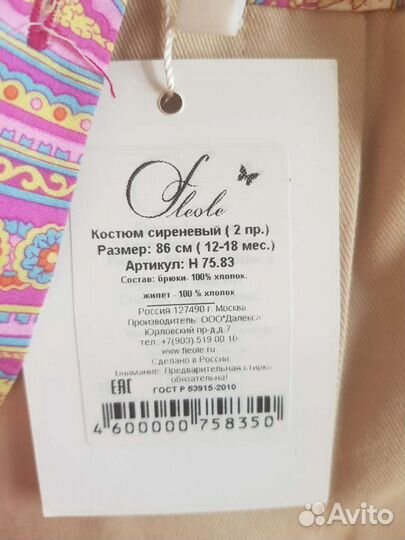 fleole
Костюм сиреневый ( 2 пр.)
Размер: 86 см ( 12-18 мес.)
Артикул: Н 75.83
Состав: брюки- 100% хлопок.
жилет - 100 % хлопок
Россия 127490 г. Москва
Производитель: ООО"Далекси"
Юрловский пр-д,д.7
тел. +7(903) 519 00 10
www.fleole.ru
Сделано в России
Внимание: Предварительная стирка
обязательна!
ЕАС
ГОСТ Р 53915-2010
4 600000 758350
Avito